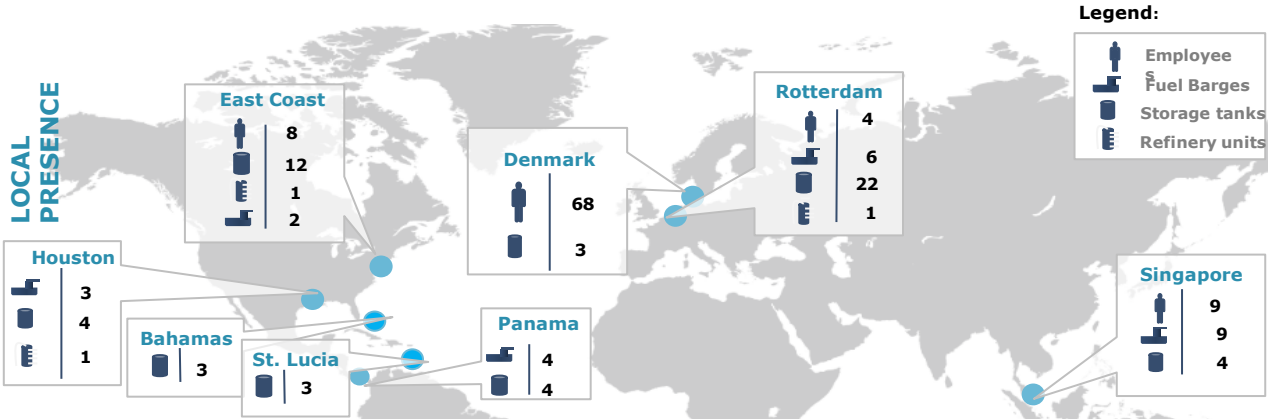 Legend:
Employee
s
Fuel Barges
Storage tanks
Refinery units
LOCAL
PRESENCE
East Coast
8
12
1
2
Denmark
68
3
Rotterdam
4
6
22
1
Houston
3
4
1
Bahamas
3
St. Lucia
3
Panama
4
4
Singapore
9
9
4